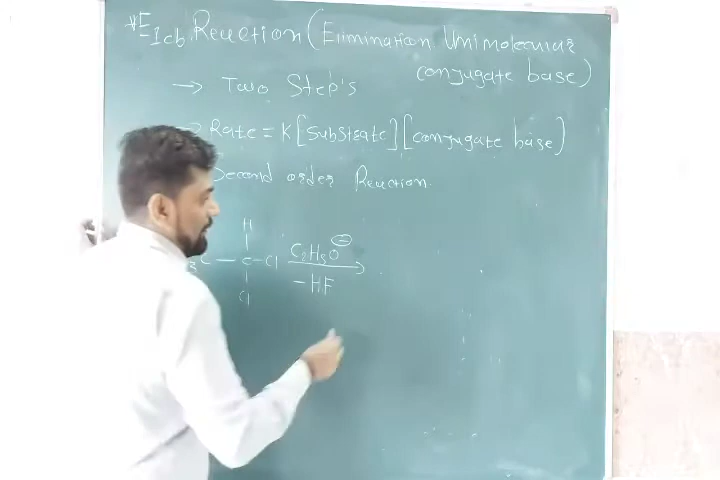 *E1cb Reaction (Elimination Unimolecular
conjugate base)
→ Two Step's
→ Rate = K[Substrate][conjugate base)
Second order Reaction.
H
3C — C — Cl C2H5O⊖ →
- HF
Cl